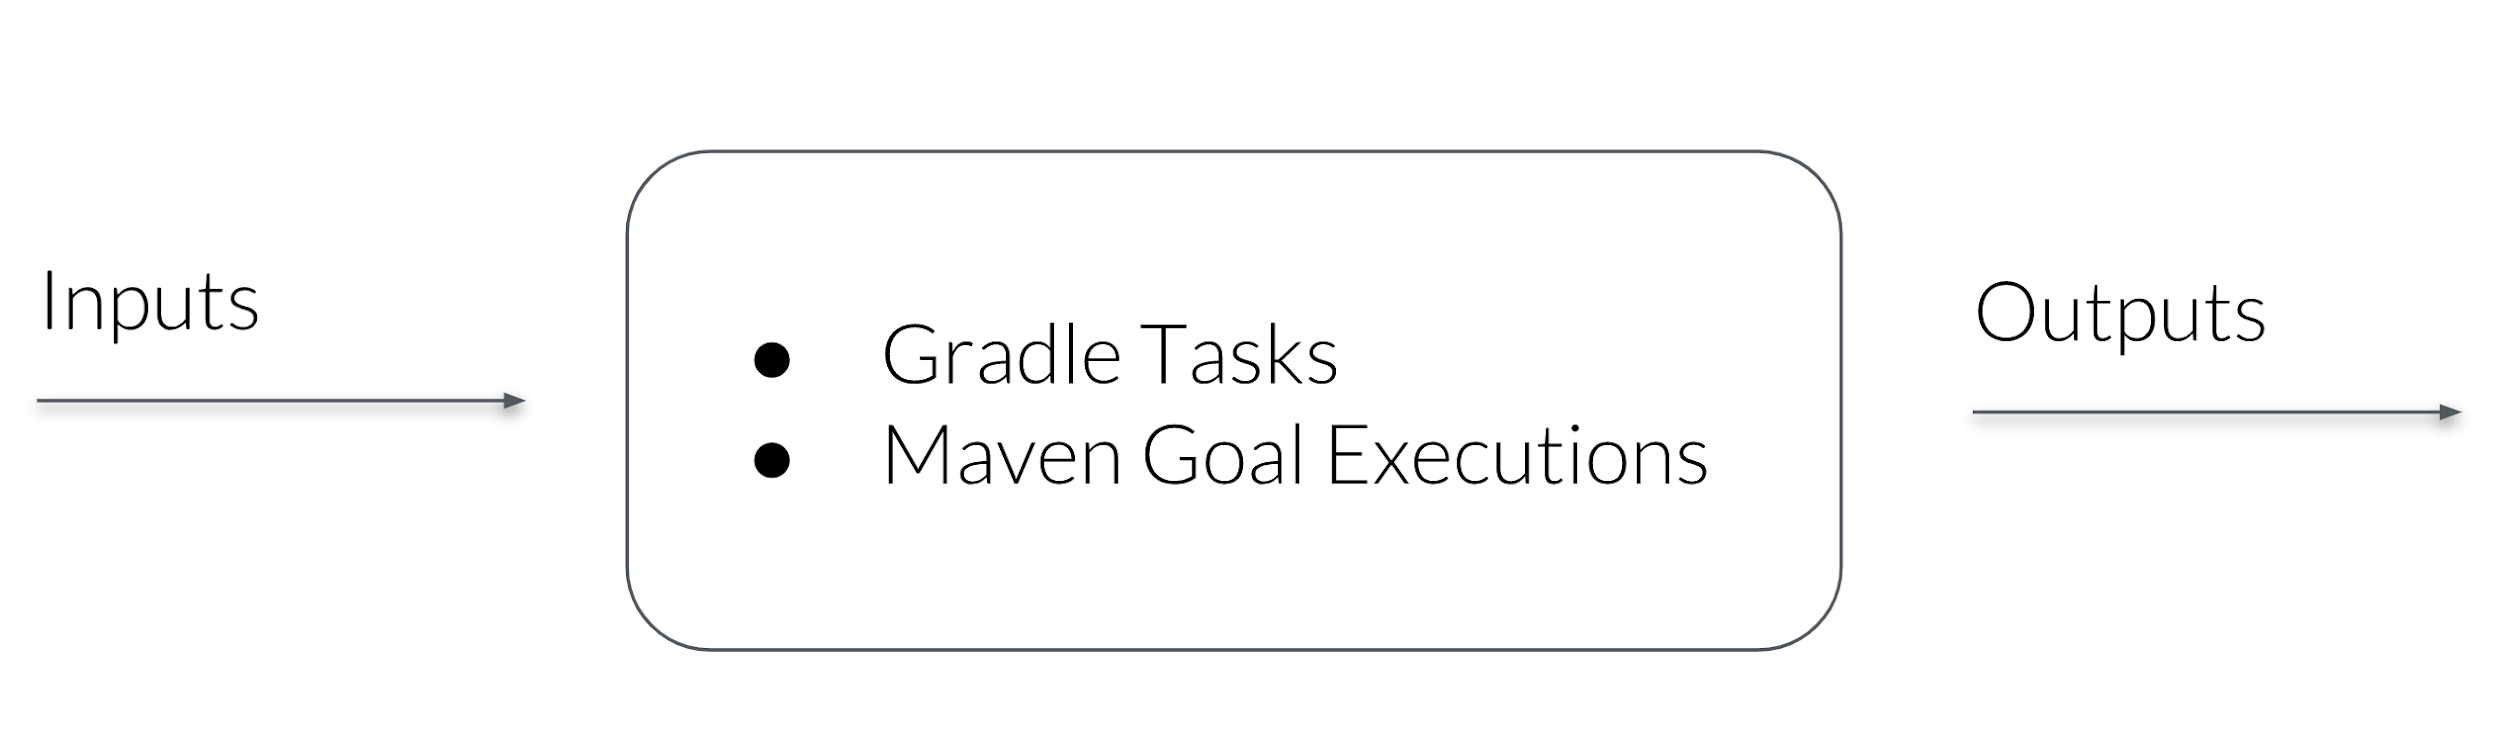 Inputs
● Gradle Tasks
● Maven Goal Executions
Outputs